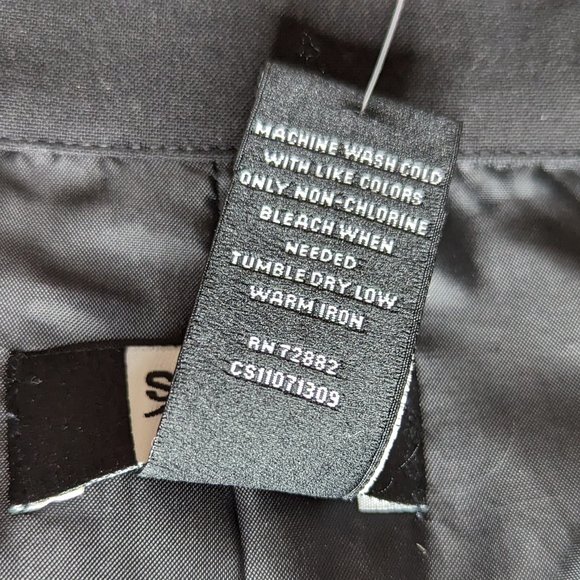 MACHINE WASH COLD
WITH LIKE COLORS
ONLY NON-CHLORINE
BLEACH WHEN
NEEDED
TUMBLE DRY LOW
WARM IRON
RN 72882
CS11071309
S